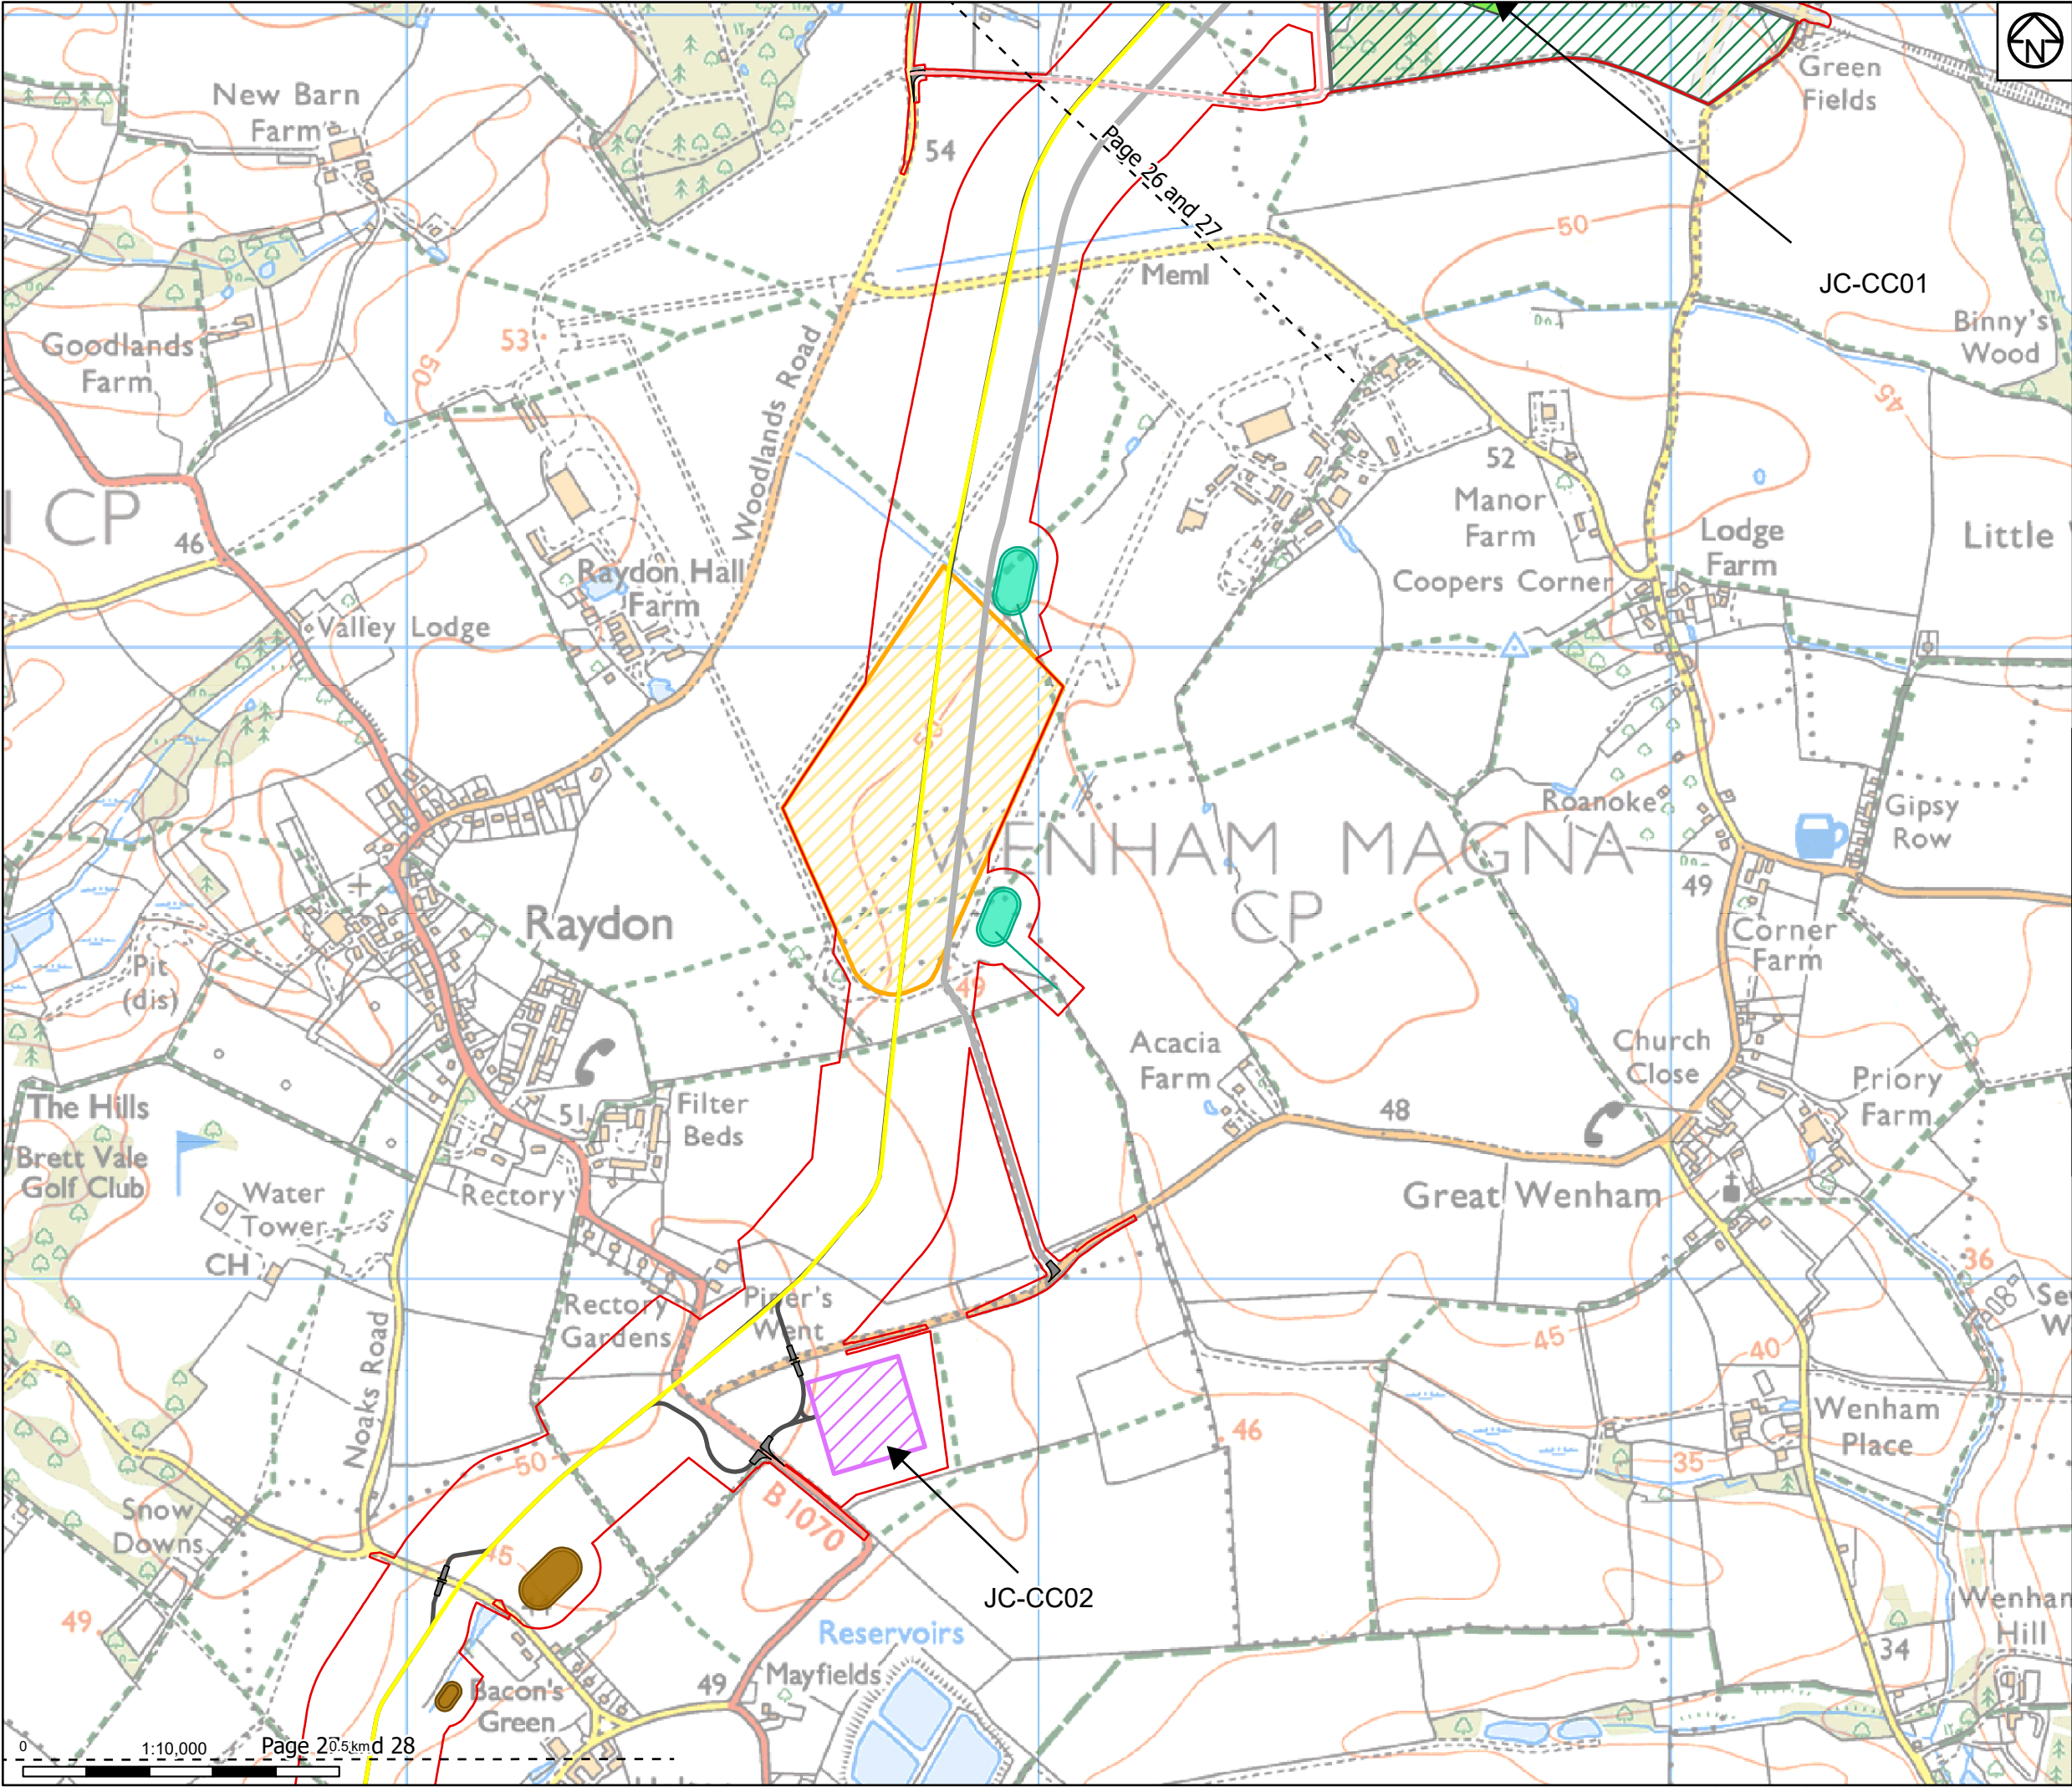 N
Green
Fields
New Barn
Farm
54
Page 26 and 27
50
JC-CC01
Meml
Binny's
Wood
Goodlands
Farm
53
50
45
Woodlands Road
CP
46
52
Manor
Farm
Lodge
Farm
Little
Coopers Corner
Raydon Hall
Farm
Valley Lodge
Roanoke
Gipsy
Row
WENHAM MAGNA
CP
49
Raydon
Corner
Farm
Pit
(dis)
49
Acacia
Farm
Church
Close
Priory
Farm
The Hills
51
Filter
Beds
48
Brett Vale
Golf Club
Water
Tower
Rectory
Great Wenham
CH
36
Rectory
Gardens
Piper's
Went
45
40
Noaks Road
Wenham
Place
46
50
35
B 1070
Snow
Downs
45
JC-CC02
49
Reservoirs
Wenham
Hill
34
Mayfields
49
Bacon's
Green
0
1:10,000
0.5 km